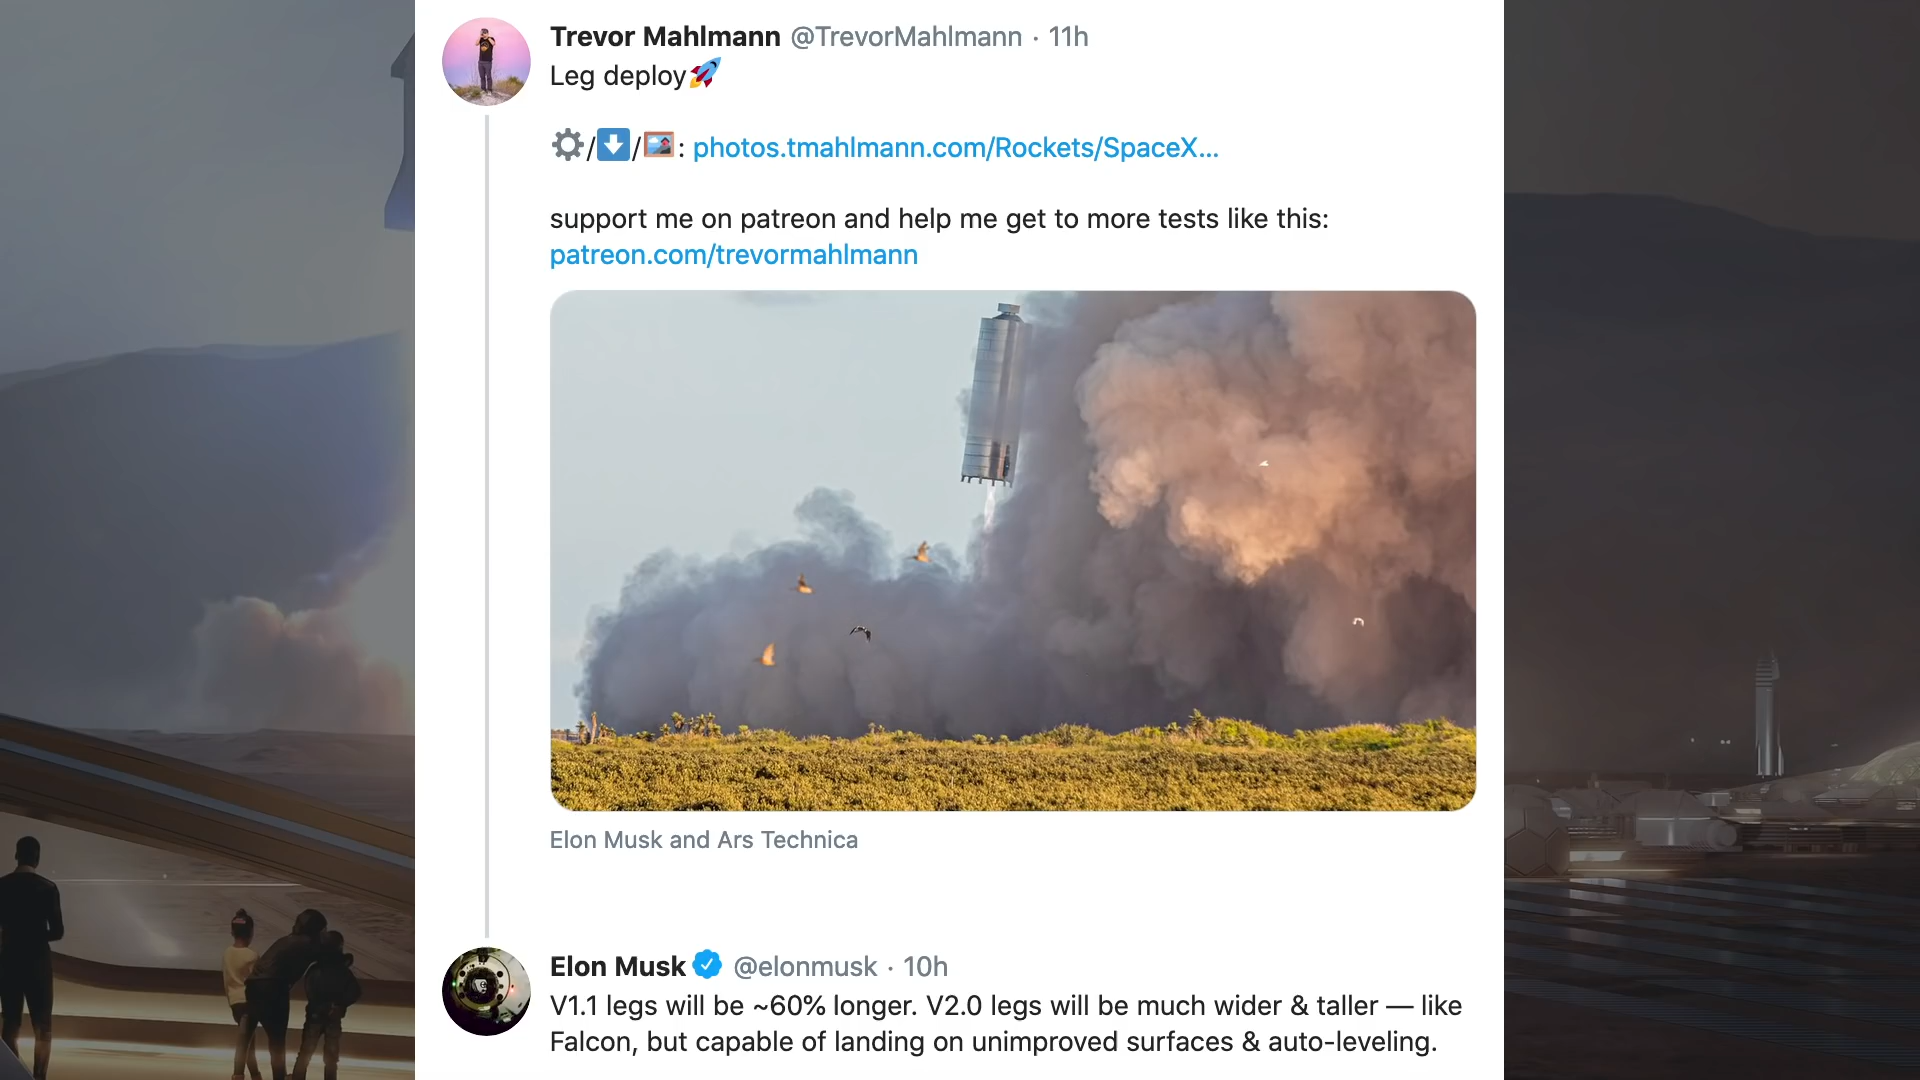 Trevor Mahlmann @TrevorMahlmann · 11h
Leg deploy🚀
⚙️/⬇️/🖼️: photos.tmahlmann.com/Rockets/SpaceX...
support me on patreon and help me get to more tests like this:
patreon.com/trevormahlmann
Elon Musk and Ars Technica
Elon Musk @elonmusk · 10h
V1.1 legs will be ~60% longer. V2.0 legs will be much wider & taller — like
Falcon, but capable of landing on unimproved surfaces & auto-leveling.